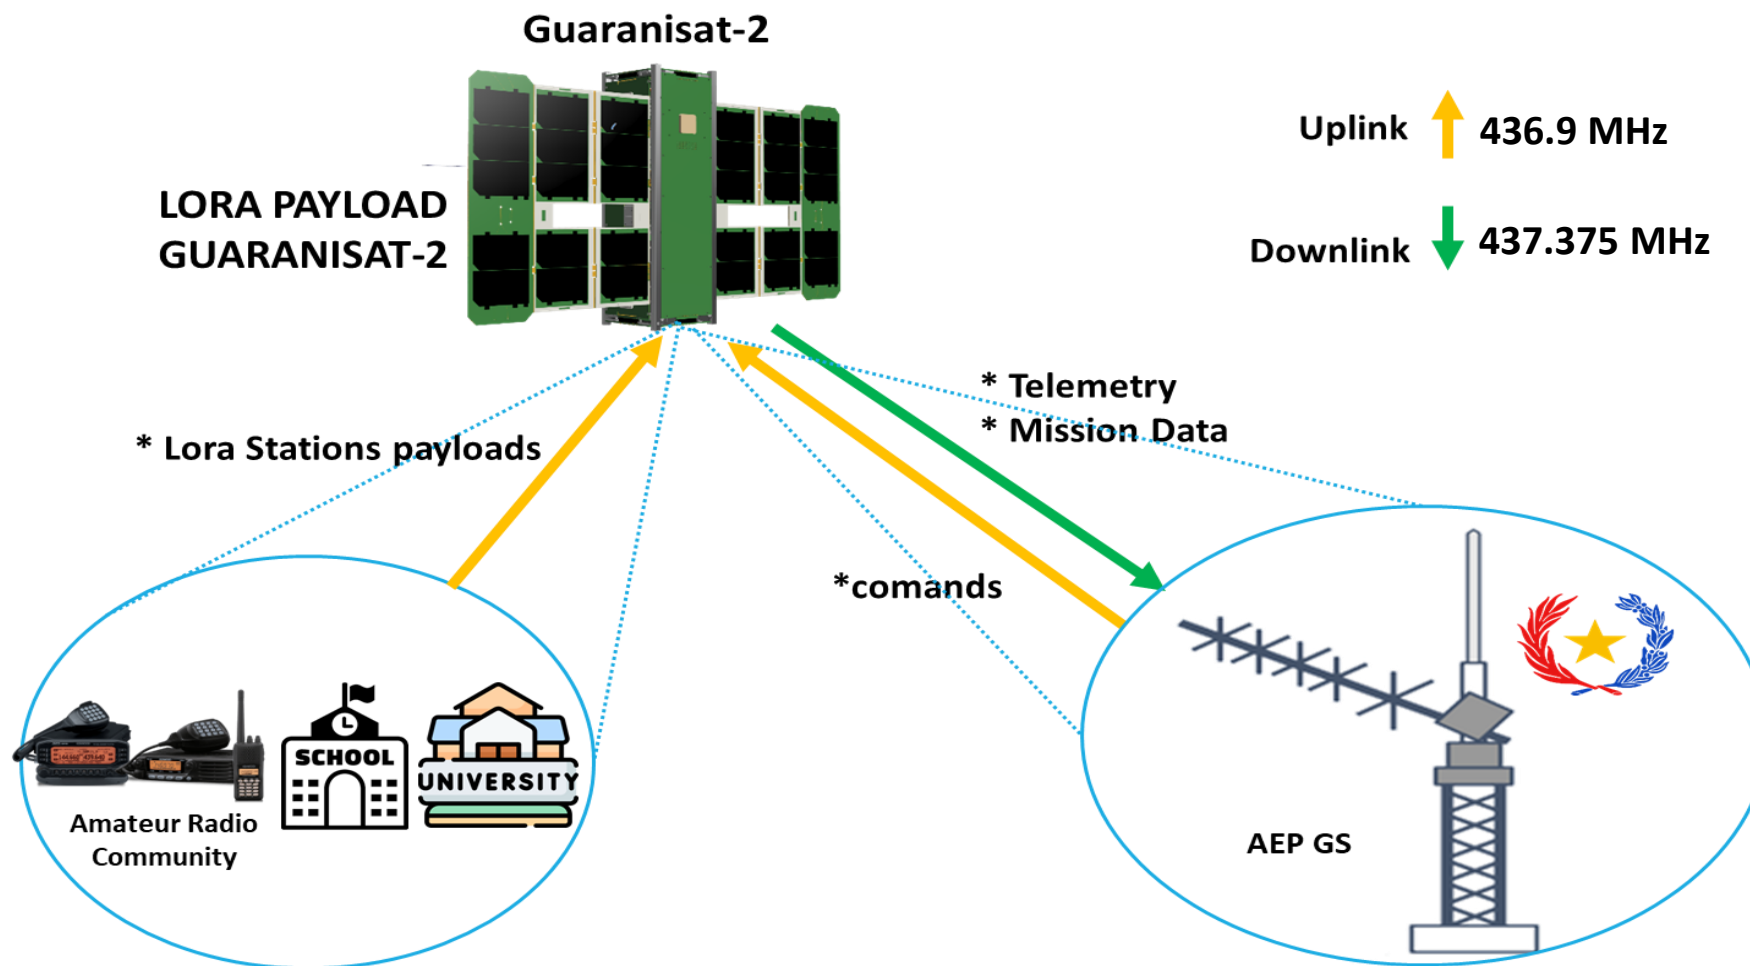 Guaranisat-2
Uplink 436.9 MHz
LORA PAYLOAD
GUARANISAT-2
Downlink 437.375 MHz
* Telemetry
* Mission Data
* Lora Stations payloads
*comands
SCHOOL
UNIVERSITY
Amateur Radio
Community
AEP GS